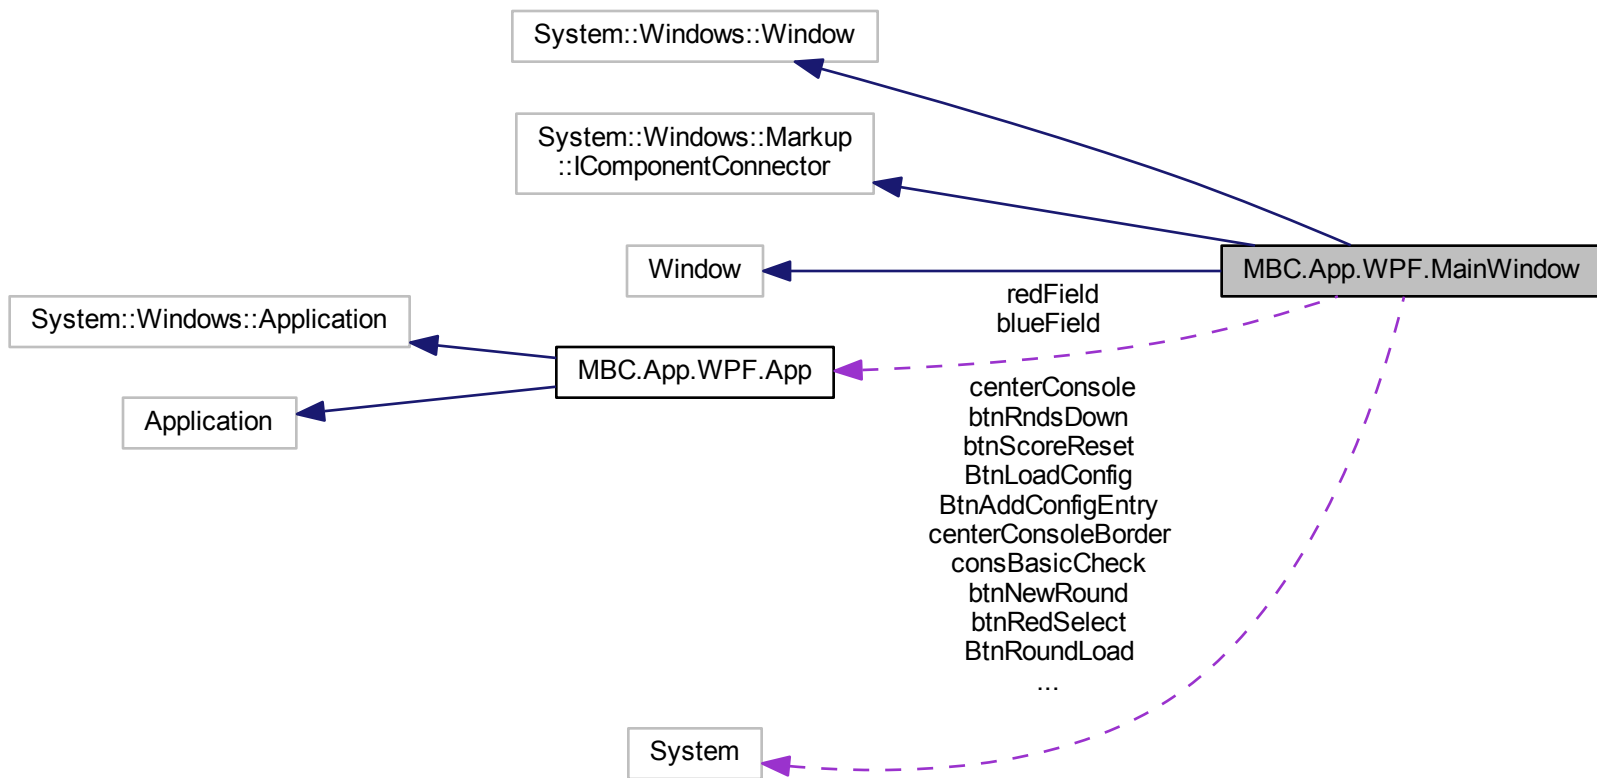 System::Windows::Window
System::Windows::Markup
::IComponentConnector
Window
MBC.App.WPF.MainWindow
redField
blueField
System::Windows::Application
MBC.App.WPF.App
Application
centerConsole
btnRndsDown
btnScoreReset
BtnLoadConfig
BtnAddConfigEntry
centerConsoleBorder
consBasicCheck
btnNewRound
btnRedSelect
BtnRoundLoad
...
System